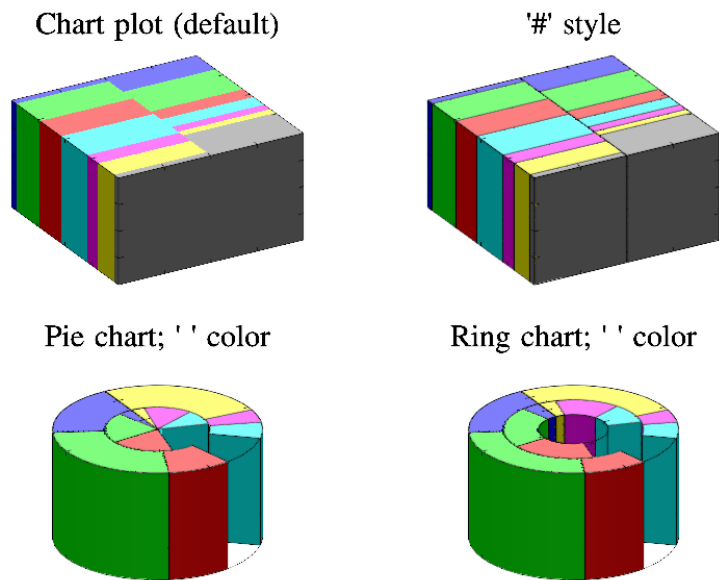 Chart plot (default)
'#' style
Pie chart; ' ' color
Ring chart; ' ' color